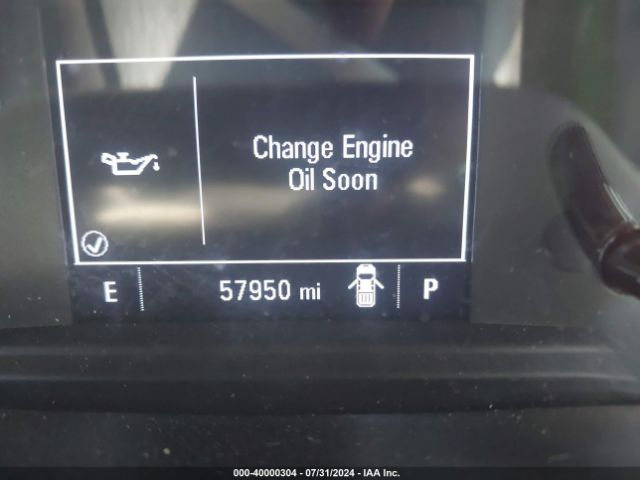 Change Engine
Oil Soon
E 57950 mi P
000-40000304 - 07/31/2024 - IAA Inc.